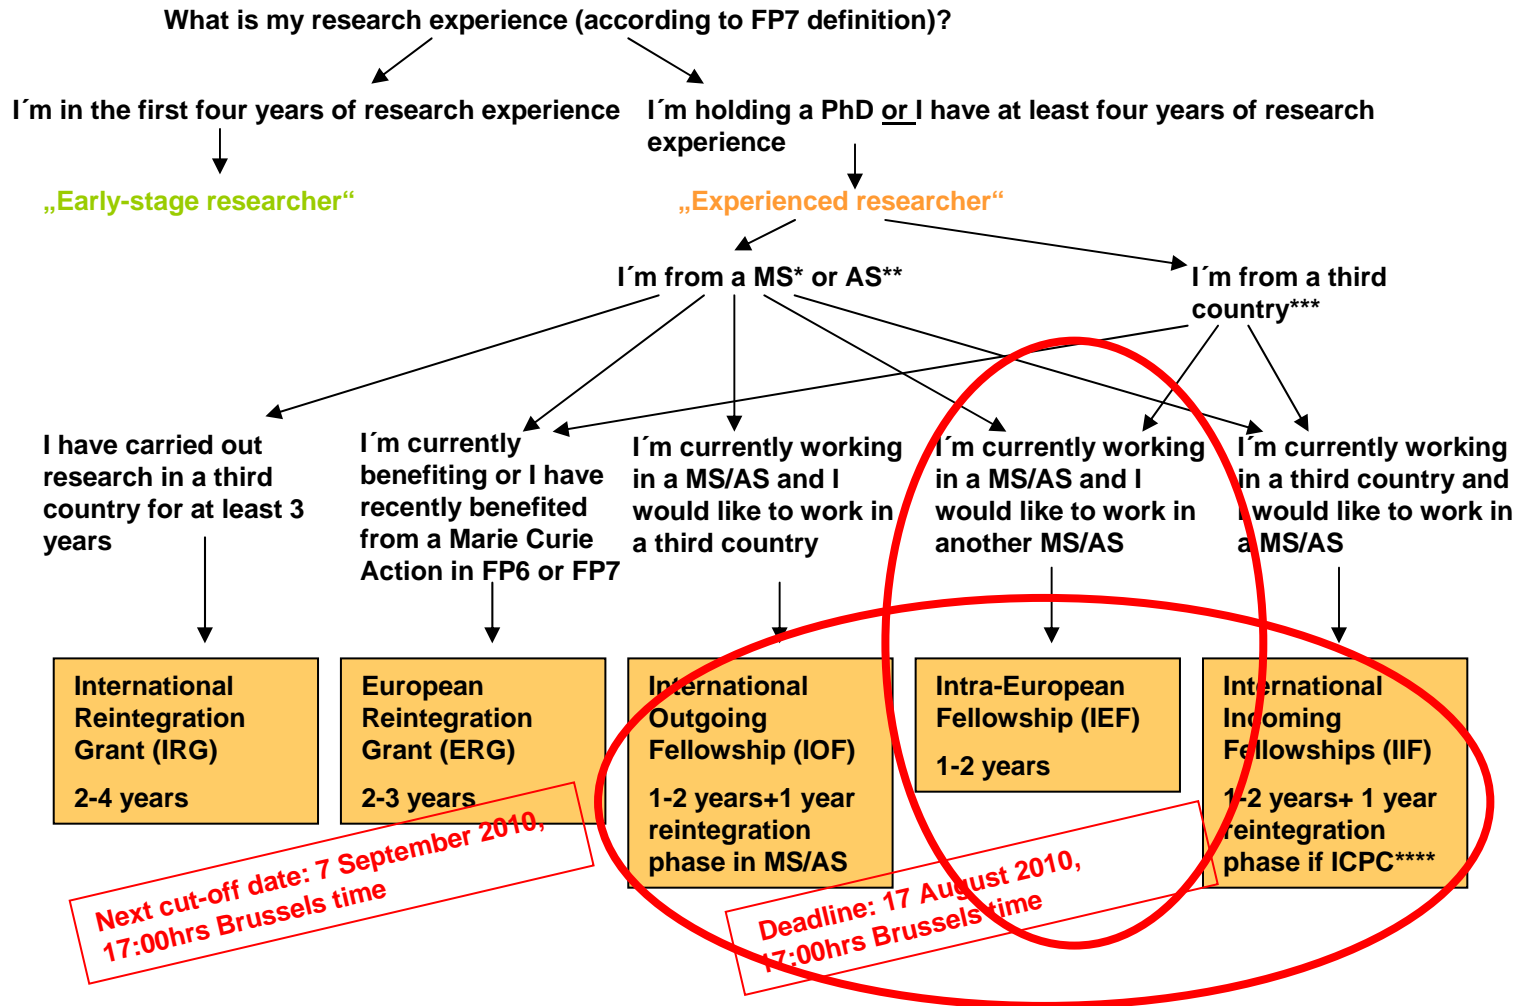 What is my research experience (according to FP7 definition)?
I´m in the first four years of research experience
I´m holding a PhD or I have at least four years of research
experience
„Early-stage researcher“
„Experienced researcher“
I´m from a MS* or AS**
I´m from a third
country***
I have carried out
research in a third
country for at least 3
years
I´m currently
benefiting or I have
recently benefited
from a Marie Curie
Action in FP6 or FP7
I´m currently working
in a MS/AS and I
would like to work in
a third country
I´m currently working
in a MS/AS and I
would like to work in
another MS/AS
I´m currently working
in a third country and
I would like to work in
a MS/AS
International
Reintegration
Grant (IRG)
2-4 years
European
Reintegration
Grant (ERG)
2-3 years
International
Outgoing
Fellowship (IOF)
1-2 years+1 year
reintegration
phase in MS/AS
Intra-European
Fellowship (IEF)
1-2 years
International
Incoming
Fellowships (IIF)
1-2 years+ 1 year
reintegration
phase if ICPC****
Next cut-off date: 7 September 2010,
17:00hrs Brussels time
Deadline: 17 August 2010,
17:00hrs Brussels time